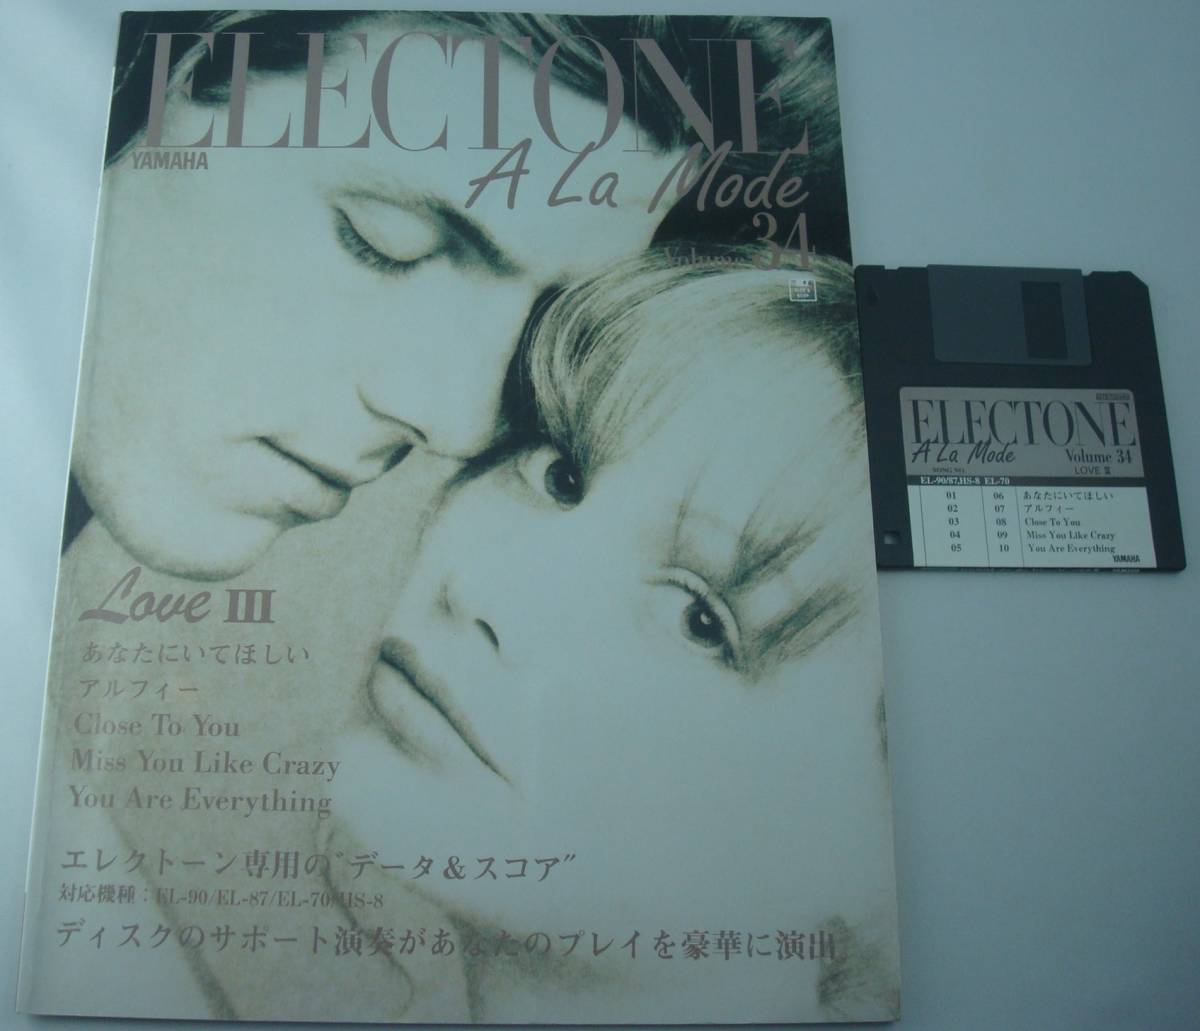 ELECTONE
YAMAHA
A La Mode
Volume 34
Love III
あなたにいてほしい
アルフィー
Close To You
Miss You Like Crazy
You Are Everything
エレクトーン専用の“データ＆スコア”
対応機種：EL-90/EL-87/EL-70/HS-8
ディスクのサポート演奏があなたのプレイを豪華に演出
ELECTONE
A La Mode Volume 34
SONG NO. LOVE III
EL-90/87,HS-8 EL-70
01 06 あなたにいてほしい
02 07 アルフィー
03 08 Close To You
04 09 Miss You Like Crazy
05 10 You Are Everything
YAMAHA